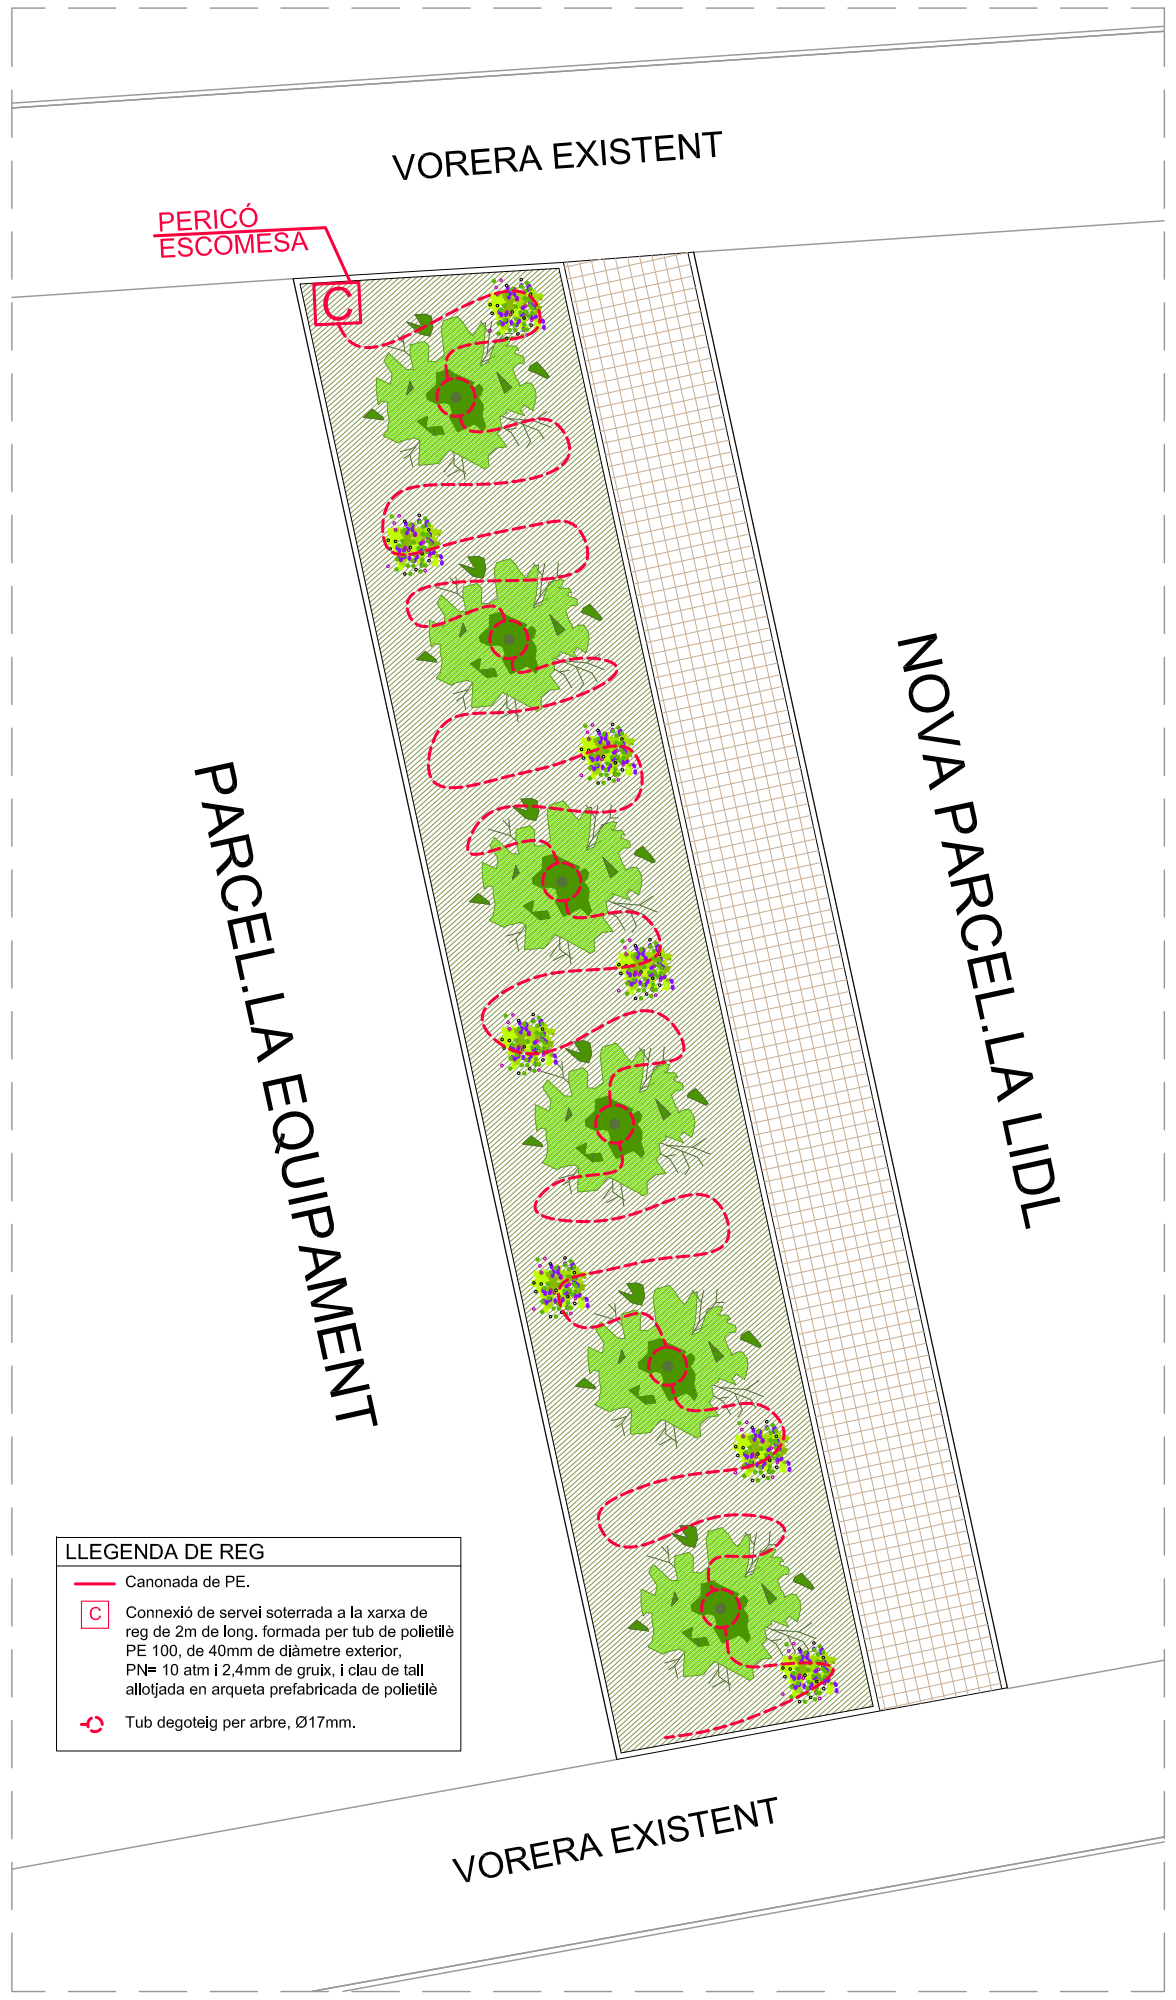 VORERA EXISTENT
PERICÓ
ESCOMESA
C
NOVA PARCEL.LA LIDL
PARCEL.LA EQUIPAMENT
LLEGENDA DE REG
Canonada de PE.
C
Connexió de servei soterrada a la xarxa de
reg de 2m de long. formada per tub de polietilè
PE 100, de 40mm de diàmetre exterior,
PN= 10 atm i 2,4mm de gruix, i clau de tall
allotjada en arqueta prefabricada de polietilè
Tub degoteig per arbre, Ø17mm.
VORERA EXISTENT